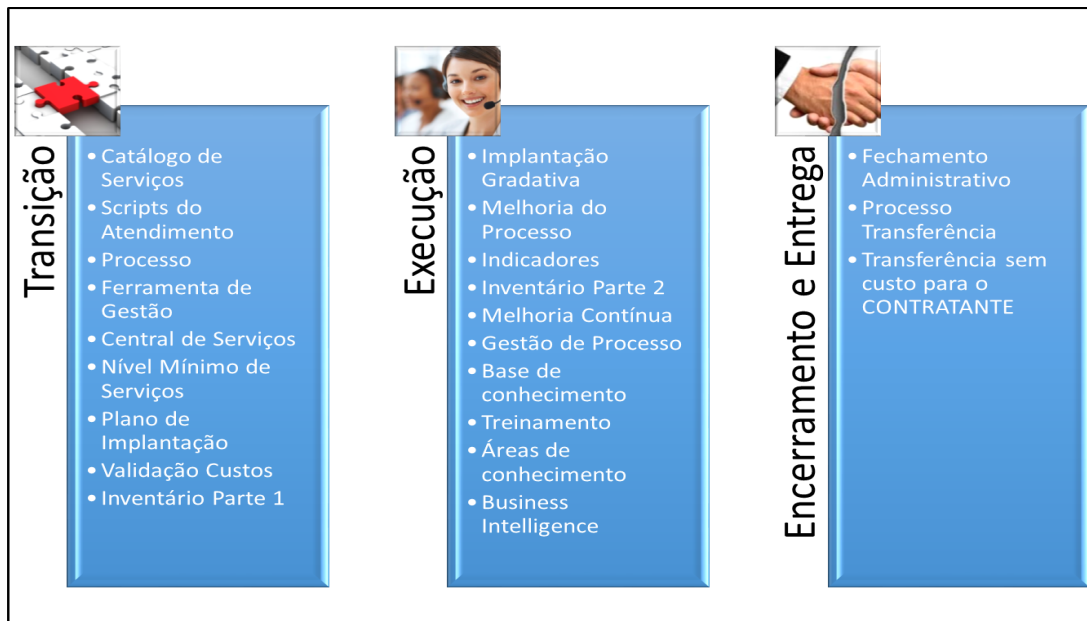 Transição
• Catálogo de
Serviços
• Scripts do
Atendimento
• Processo
• Ferramenta de
Gestão
• Central de Serviços
• Nível Mínimo de
Serviços
• Plano de
Implantação
• Validação Custos
• Inventário Parte 1
Execução
• Implantação
Gradativa
• Melhoria do
Processo
• Indicadores
• Inventário Parte 2
• Melhoria Contínua
• Gestão de Processo
• Base de
conhecimento
• Treinamento
• Áreas de
conhecimento
• Business
Intelligence
Encerramento e Entrega
• Fechamento
Administrativo
• Processo
Transferência
• Transferência sem
custo para o
CONTRATANTE